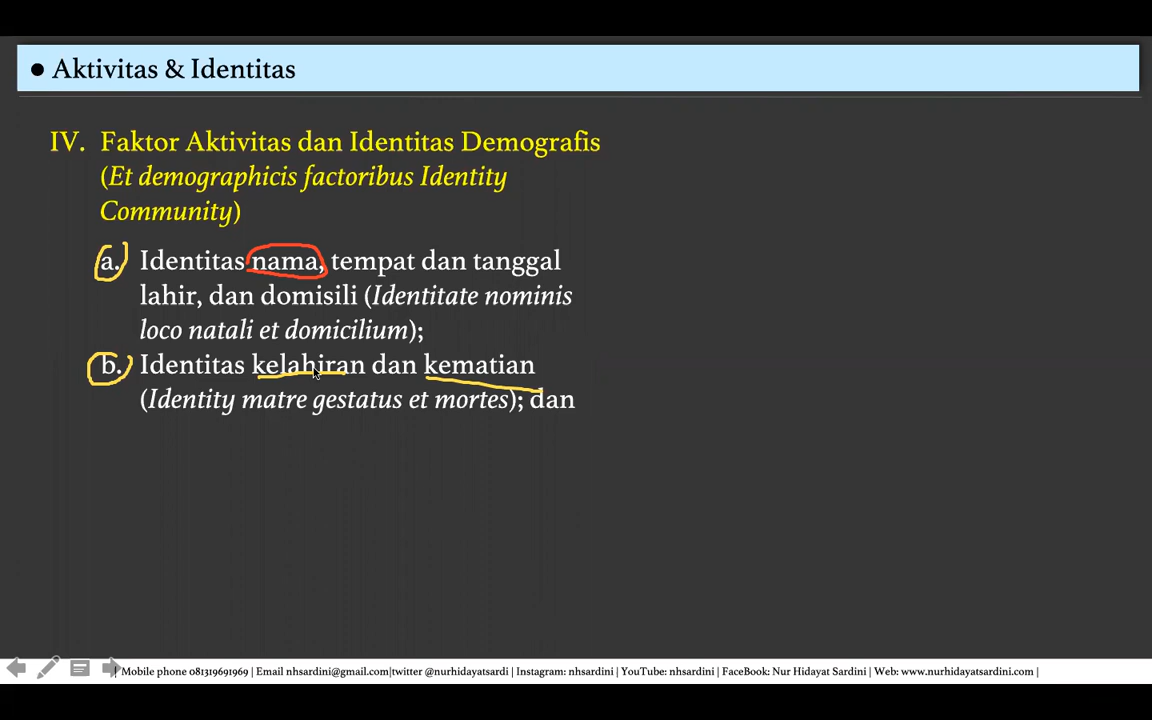 ● Aktivitas & Identitas
IV. Faktor Aktivitas dan Identitas Demografis
(Et demographicis factoribus Identity
Community)
a. Identitas nama, tempat dan tanggal
lahir, dan domisili (Identitate nominis
loco natali et domicilium);
b. Identitas kelahiran dan kematian
(Identity matre gestatus et mortes); dan
| Mobile phone 081319691969 | Email nhsardini@gmail.com|twitter @nurhidayatsardi | Instagram: nhsardini | YouTube: nhsardini | FaceBook: Nur Hidayat Sardini | Web: www.nurhidayatsardini.com |